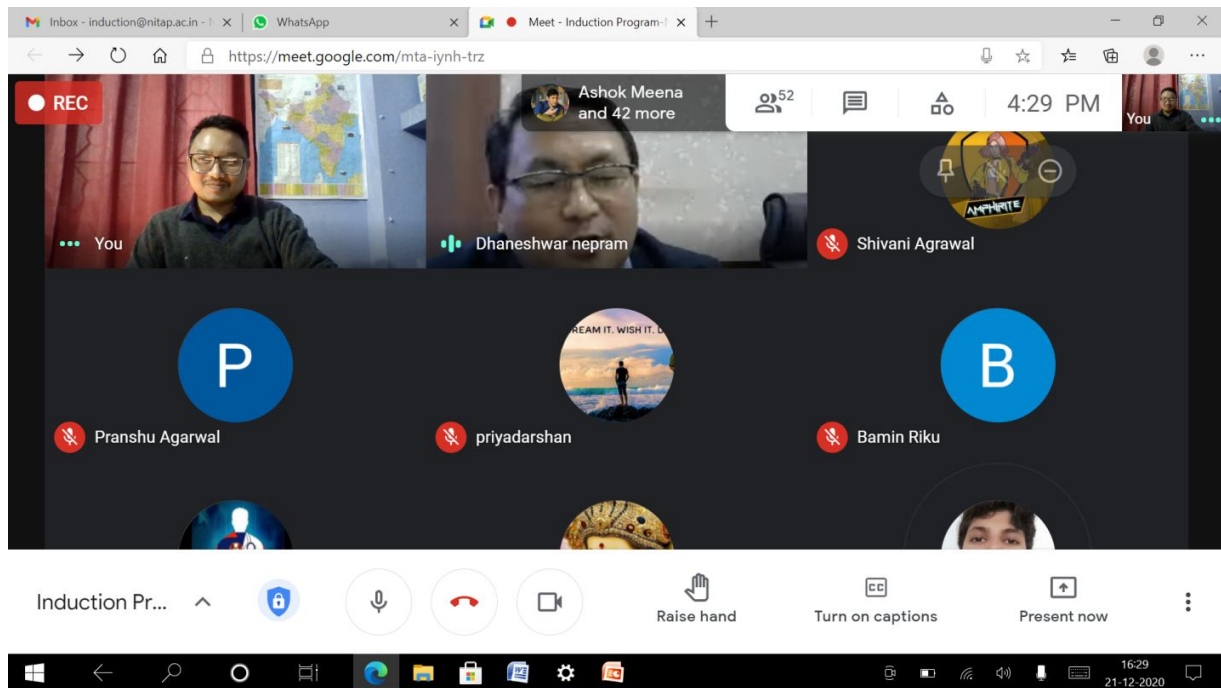 Inbox - induction@nitap.ac.in - N
WhatsApp
Meet - Induction Program-N
https://meet.google.com/mta-iynh-trz
REC
Ashok Meena
and 42 more
52
4:29 PM
You
You
Dhaneshwar nepram
AMPHIRITE
Shivani Agrawal
P
REAM IT. WISH IT. D
B
Pranshu Agarwal
priyadarshan
Bamin Riku
Induction Pr...
CC
Raise hand
Turn on captions
Present now
16:29
21-12-2020